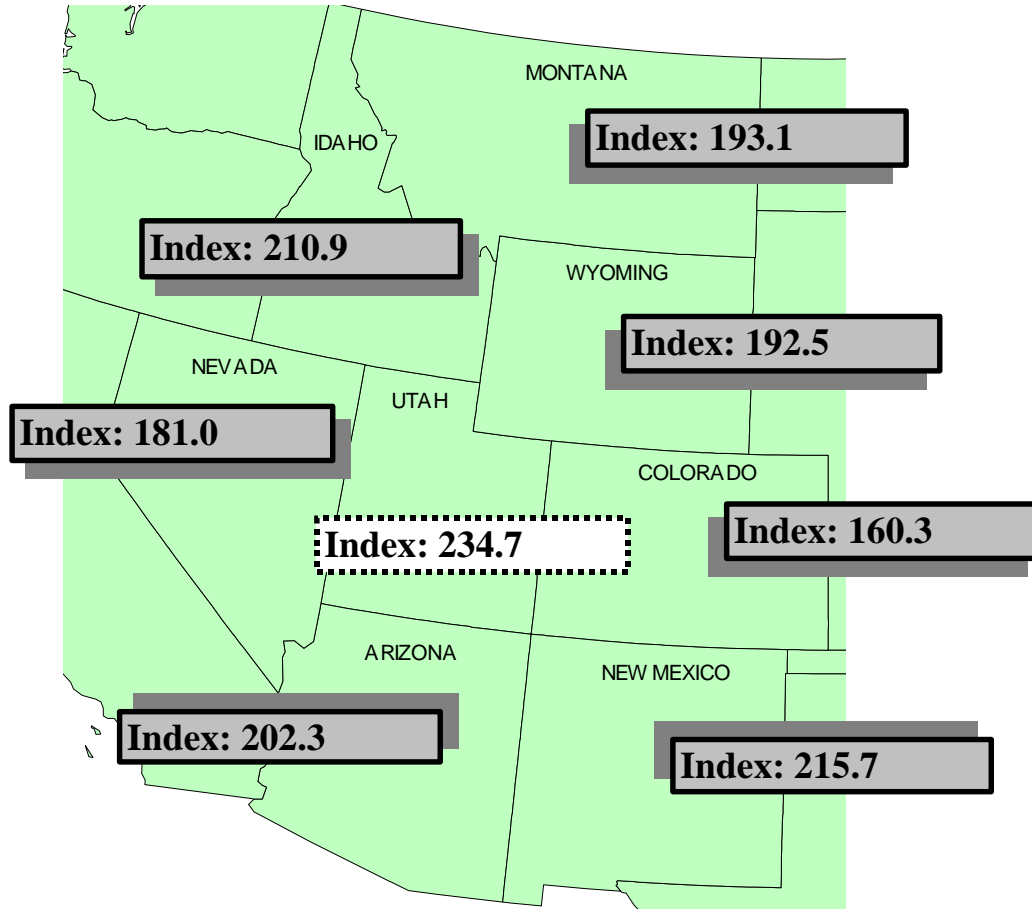 MONTANA
Index: 193.1
IDAHO
Index: 210.9
WYOMING
Index: 192.5
NEVADA
UTAH
Index: 181.0
COLORADO
Index: 160.3
Index: 234.7
ARIZONA
NEW MEXICO
Index: 202.3
Index: 215.7